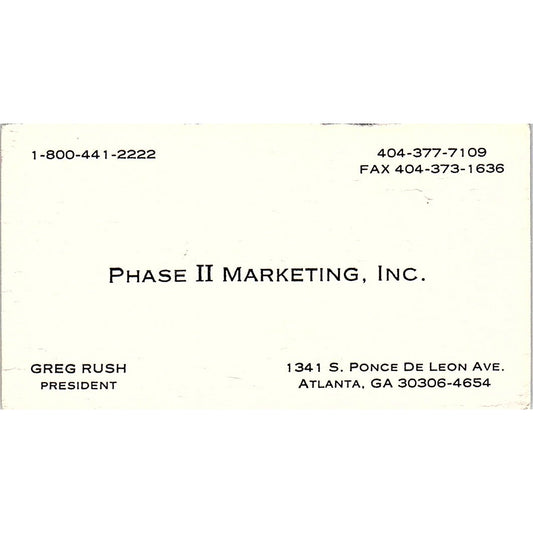 1-800-441-2222
404-377-7109
FAX 404-373-1636
PHASE II MARKETING, INC.
GREG RUSH
PRESIDENT
1341 S. PONCE DE LEON AVE.
ATLANTA, GA 30306-4654